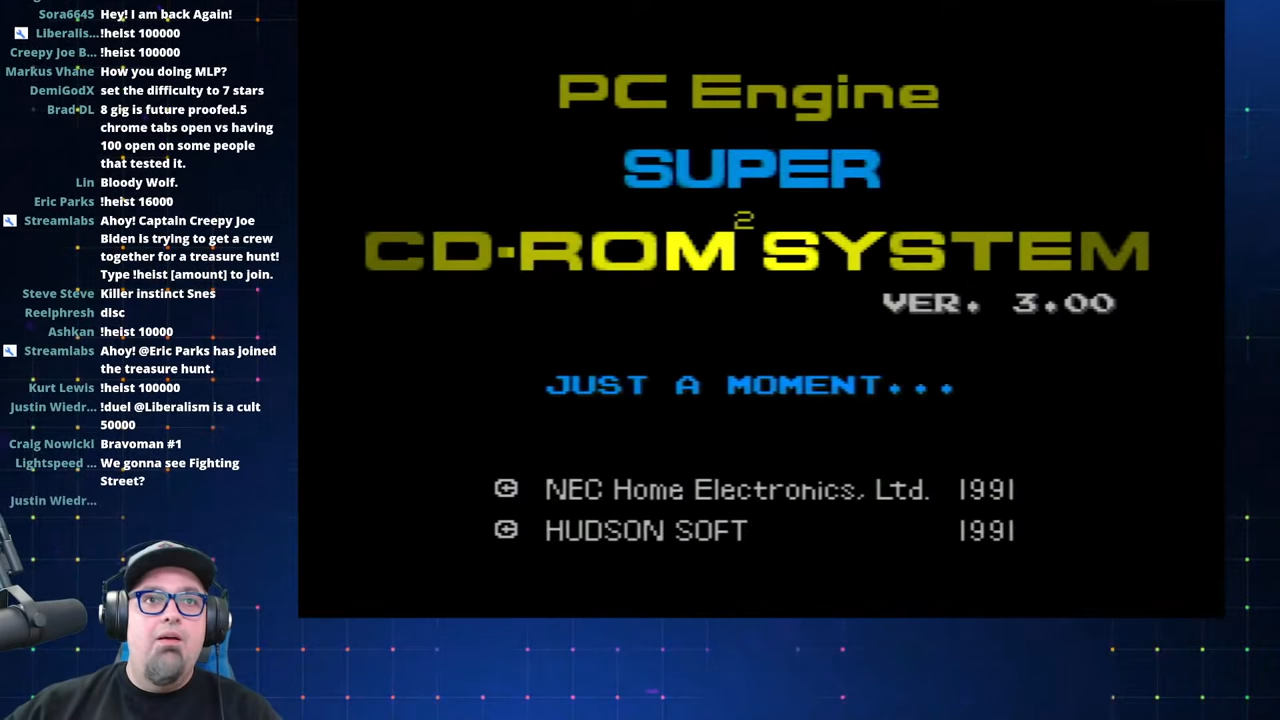 Sora6645 Hey! I am back Again!
Liberalis... !heist 100000
Creepy Joe B... !heist 100000
Markus Vhane How you doing MLP?
DemiGodX set the difficulty to 7 stars
Brad DL 8 gig is future proofed.5
chrome tabs open vs having
100 open on some people
that tested it.
Lin Bloody Wolf.
Eric Parks !heist 16000
Streamlabs Ahoy! Captain Creepy Joe
Biden is trying to get a crew
together for a treasure hunt!
Type !heist [amount] to join.
Steve Steve Killer instinct Snes
Reelphresh disc
Ashkan !heist 10000
Streamlabs Ahoy! @Eric Parks has joined
the treasure hunt.
Kurt Lewis !heist 100000
Justin Wiedr... !duel @Liberalism is a cult
50000
Craig Nowicki Bravoman #1
Lightspeed ... We gonna see Fighting
Street?
Justin Wiedr...
PC Engine
SUPER
CD·ROM² SYSTEM
VER. 3.00
JUST A MOMENT...
© NEC Home Electronics, Ltd. 1991
© HUDSON SOFT 1991